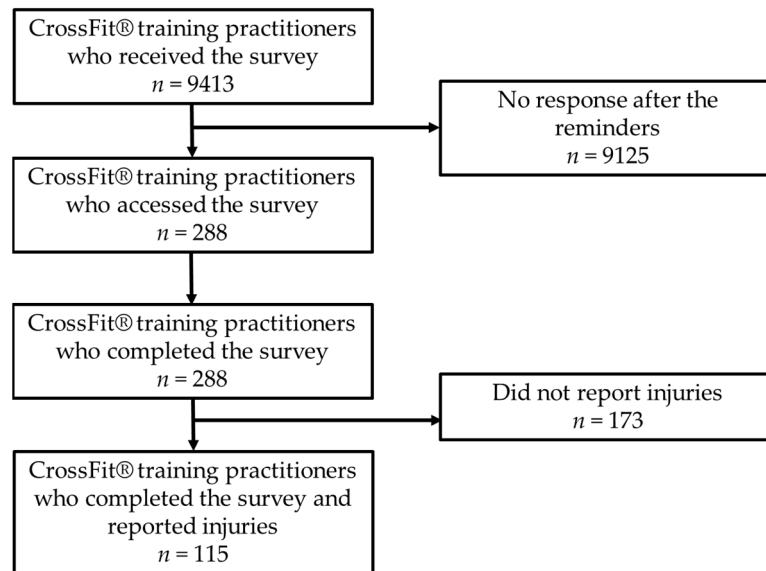 CrossFit® training practitioners
who received the survey
n = 9413
No response after the
reminders
n = 9125
CrossFit® training practitioners
who accessed the survey
n = 288
CrossFit® training practitioners
who completed the survey
n = 288
Did not report injuries
n = 173
CrossFit® training practitioners
who completed the survey and
reported injuries
n = 115